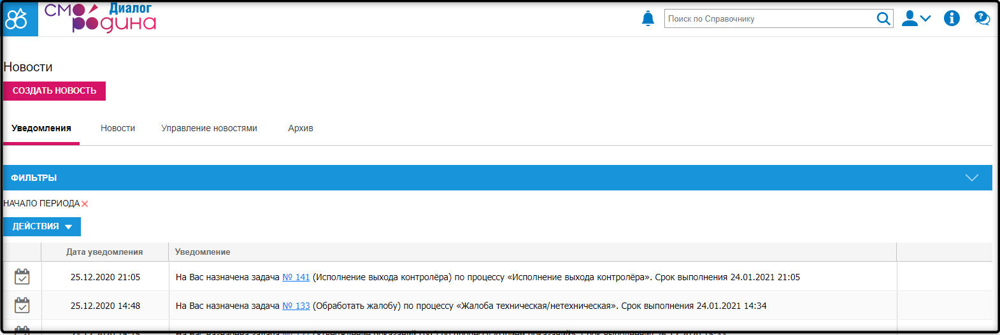 СМО Диалог
РОдина
Поиск по Справочнику
Новости
СОЗДАТЬ НОВОСТЬ
Уведомления Новости Управление новостями Архив
ФИЛЬТРЫ
НАЧАЛО ПЕРИОДА
ДЕЙСТВИЯ
Дата уведомления Уведомление
25.12.2020 21:05 На Вас назначена задача № 141 (Исполнение выхода контролёра) по процессу «Исполнение выхода контролёра». Срок выполнения 24.01.2021 21:05
25.12.2020 14:48 На Вас назначена задача № 133 (Обработать жалобу) по процессу «Жалоба техническая/нетехническая». Срок выполнения 24.01.2021 14:34